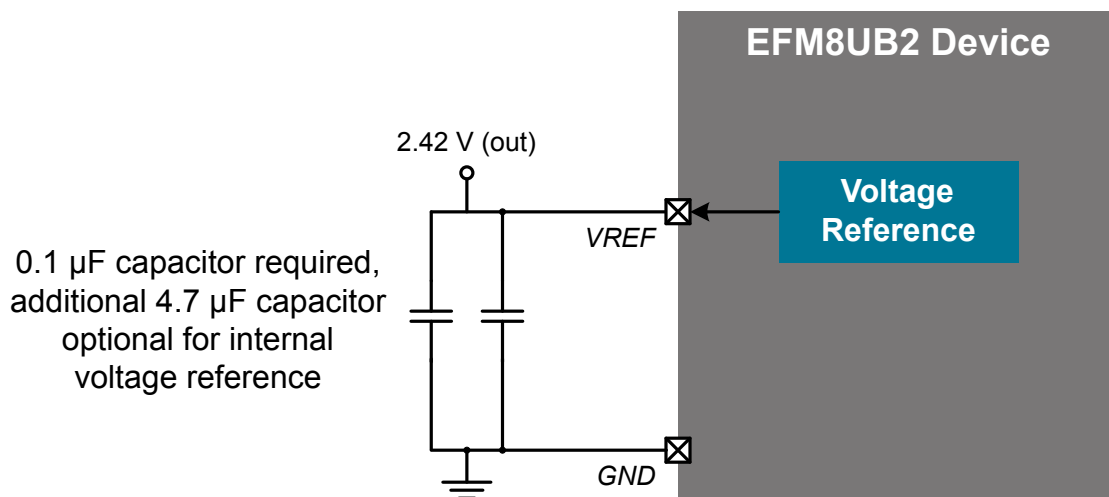 EFM8UB2 Device
2.42 V (out)
Voltage
Reference
VREF
0.1 µF capacitor required,
additional 4.7 µF capacitor
optional for internal
voltage reference
GND